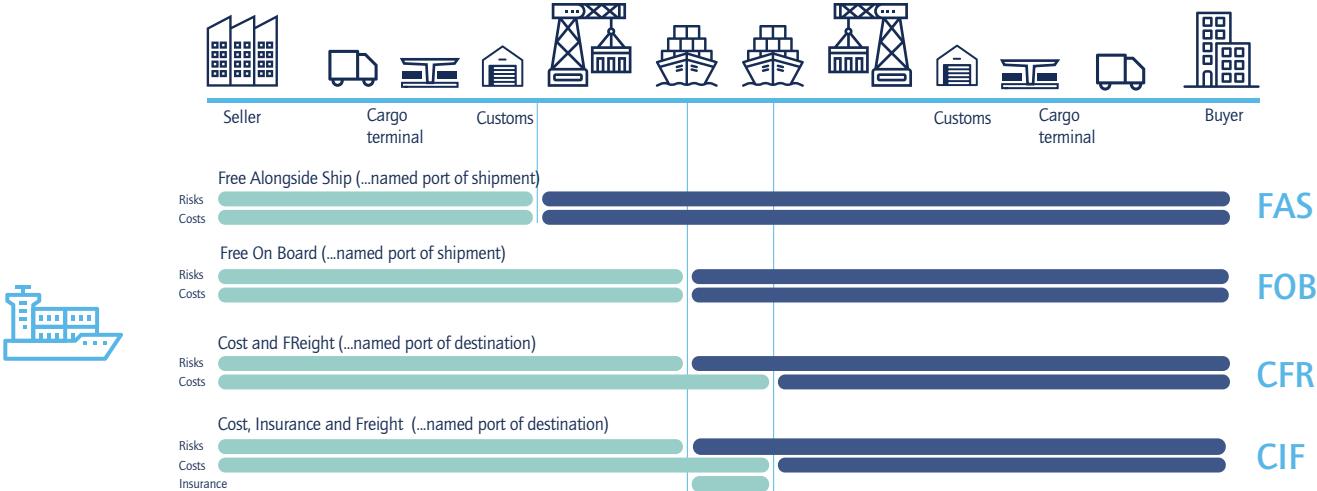 Seller
Cargo
terminal
Customs
Customs
Cargo
terminal
Buyer
Free Alongside Ship (...named port of shipment)
Risks
Costs
FAS
Free On Board (...named port of shipment)
Risks
Costs
FOB
Cost and FReight (...named port of destination)
Risks
Costs
CFR
Cost, Insurance and Freight (...named port of destination)
Risks
Costs
Insurance
CIF